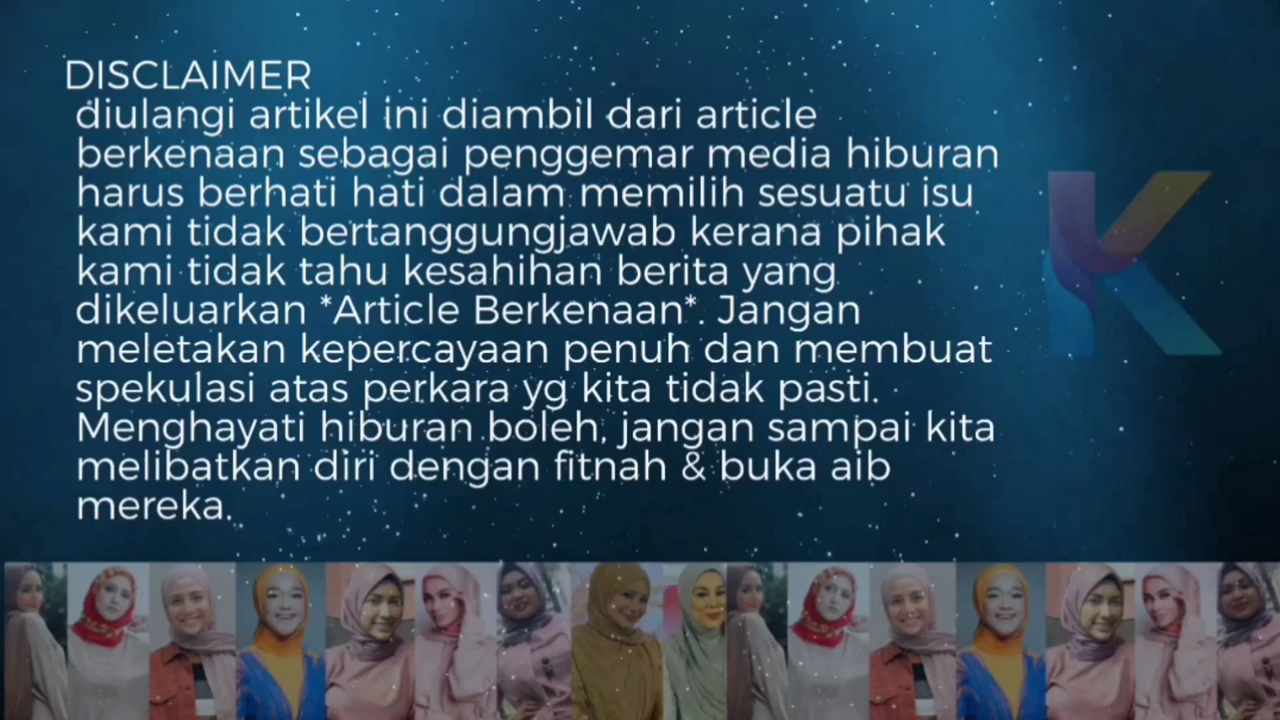 DISCLAIMER
diulangi artikel ini diambil dari article
berkenaan sebagai penggemar media hiburan
harus berhati hati dalam memilih sesuatu isu
kami tidak bertanggungjawab kerana pihak
kami tidak tahu kesahihan berita yang
dikeluarkan *Article Berkenaan*. Jangan
meletakan kepercayaan penuh dan membuat
spekulasi atas perkara yg kita tidak pasti.
Menghayati hiburan boleh, jangan sampai kita
melibatkan diri dengan fitnah & buka aib
mereka.
K